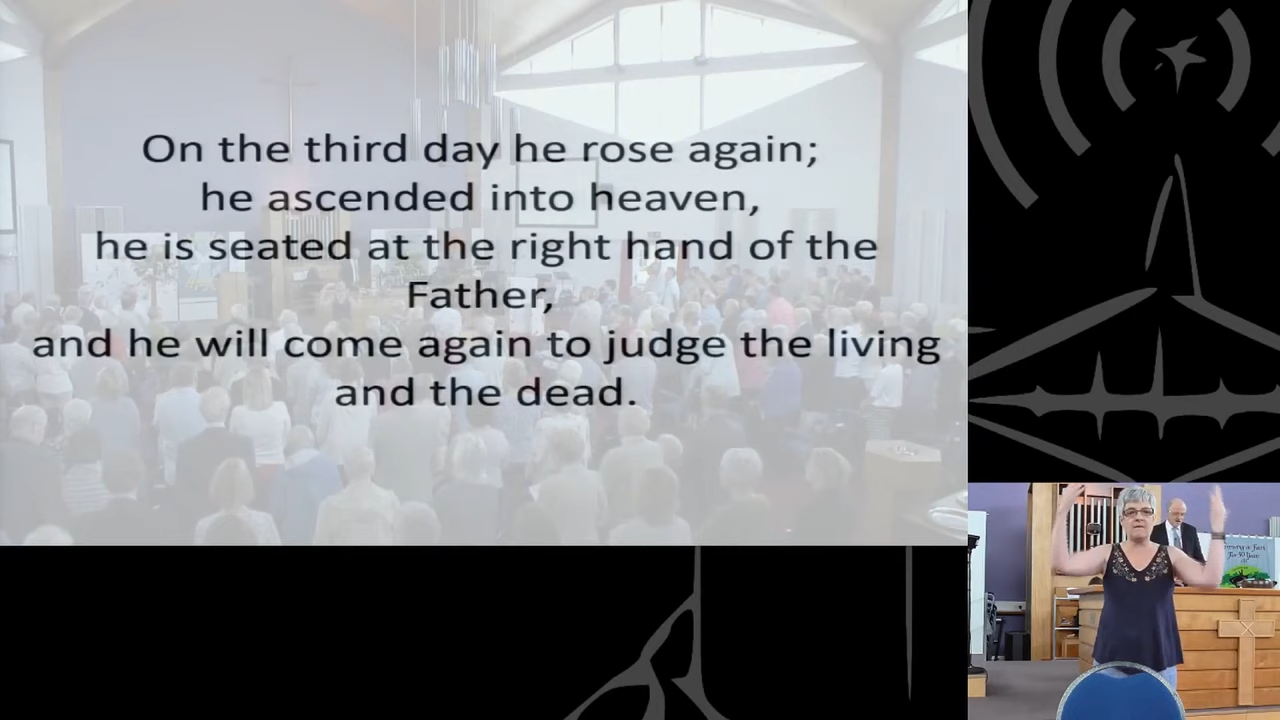 On the third day he rose again;
he ascended into heaven,
he is seated at the right hand of the
Father,
and he will come again to judge the living
and the dead.